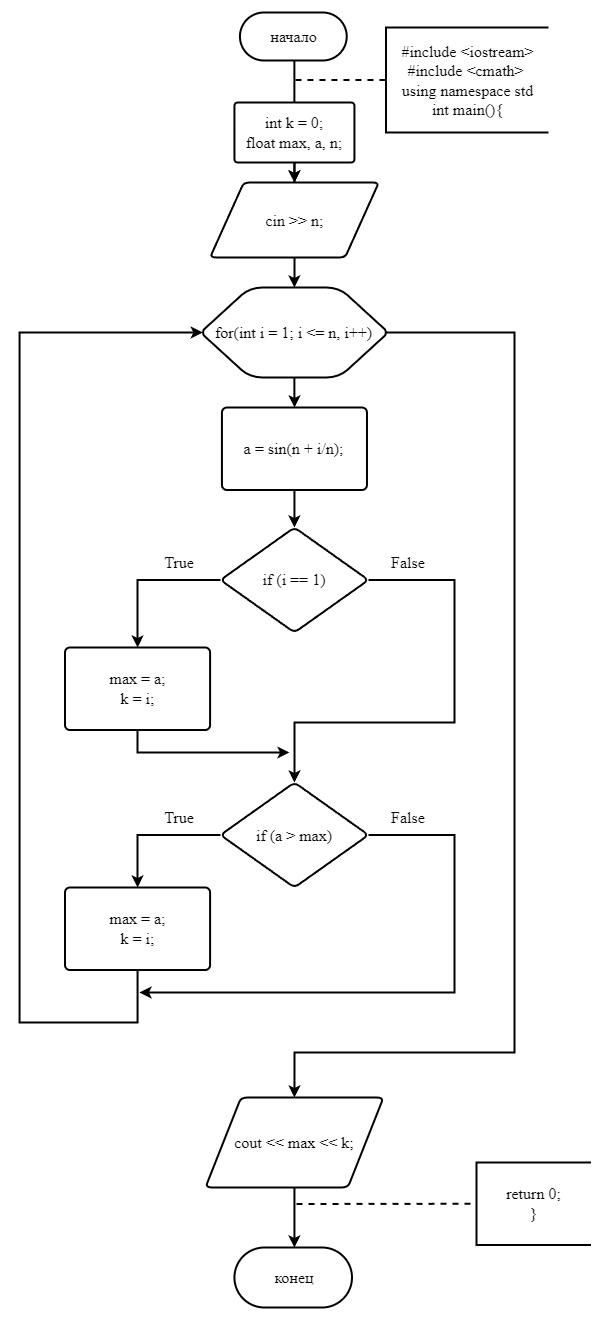 начало
#include <iostream>
#include <cmath>
using namespace std
int main(){
int k = 0;
float max, a, n;
cin >> n;
for(int i = 1; i <= n, i++)
a = sin(n + i/n);
True
False
if (i == 1)
max = a;
k = i;
True
False
if (a > max)
max = a;
k = i;
cout << max << k;
return 0;
}
конец